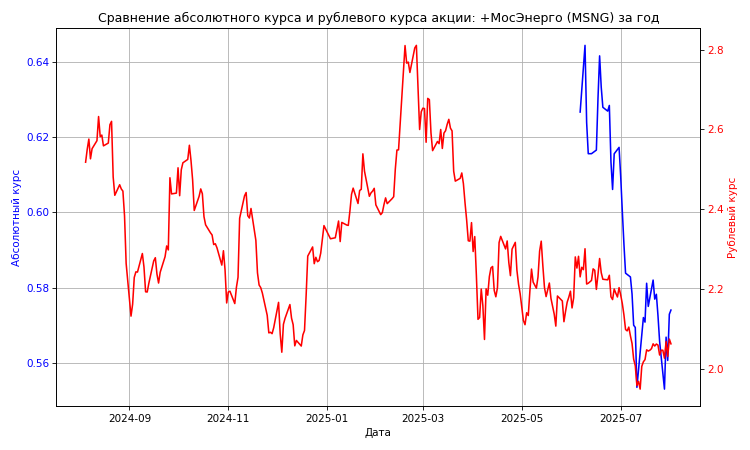 Сравнение абсолютного курса и рублевого курса акции: +МосЭнерго (MSNG) за год
0.64
0.62
0.60
0.58
0.56
Абсолютный курс
2.8
2.6
2.4
2.2
2.0
Рублевый курс
2024-09 2024-11 2025-01 2025-03 2025-05 2025-07
Дата